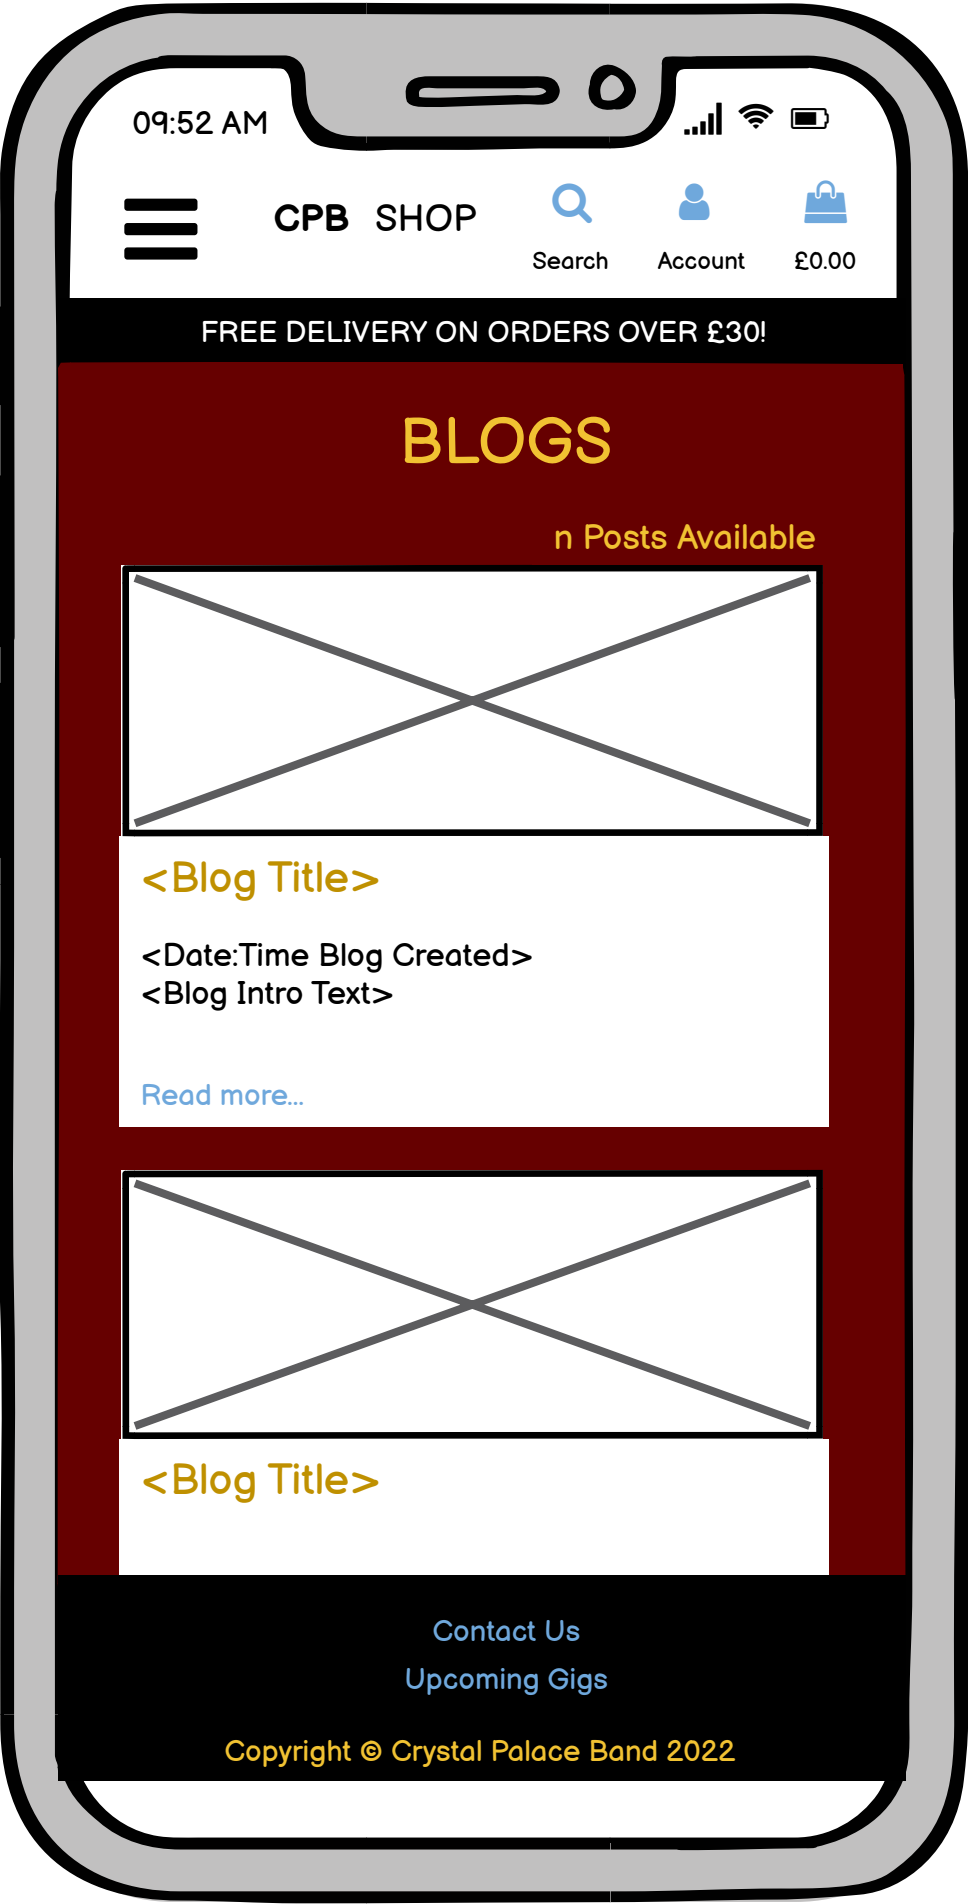 09:52 AM
CPB SHOP
Search Account £0.00
FREE DELIVERY ON ORDERS OVER £30!
BLOGS
n Posts Available
<Blog Title>
<Date:Time Blog Created>
<Blog Intro Text>
Read more...
<Blog Title>
Contact Us
Upcoming Gigs
Copyright © Crystal Palace Band 2022